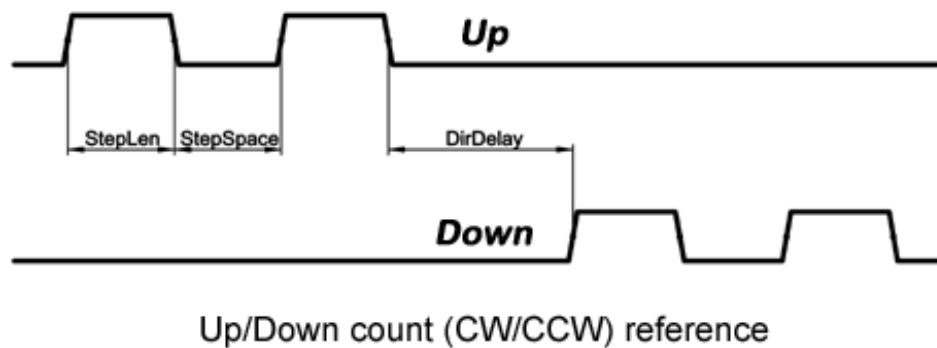 Up
StepLen StepSpace DirDelay
Down
Up/Down count (CW/CCW) reference